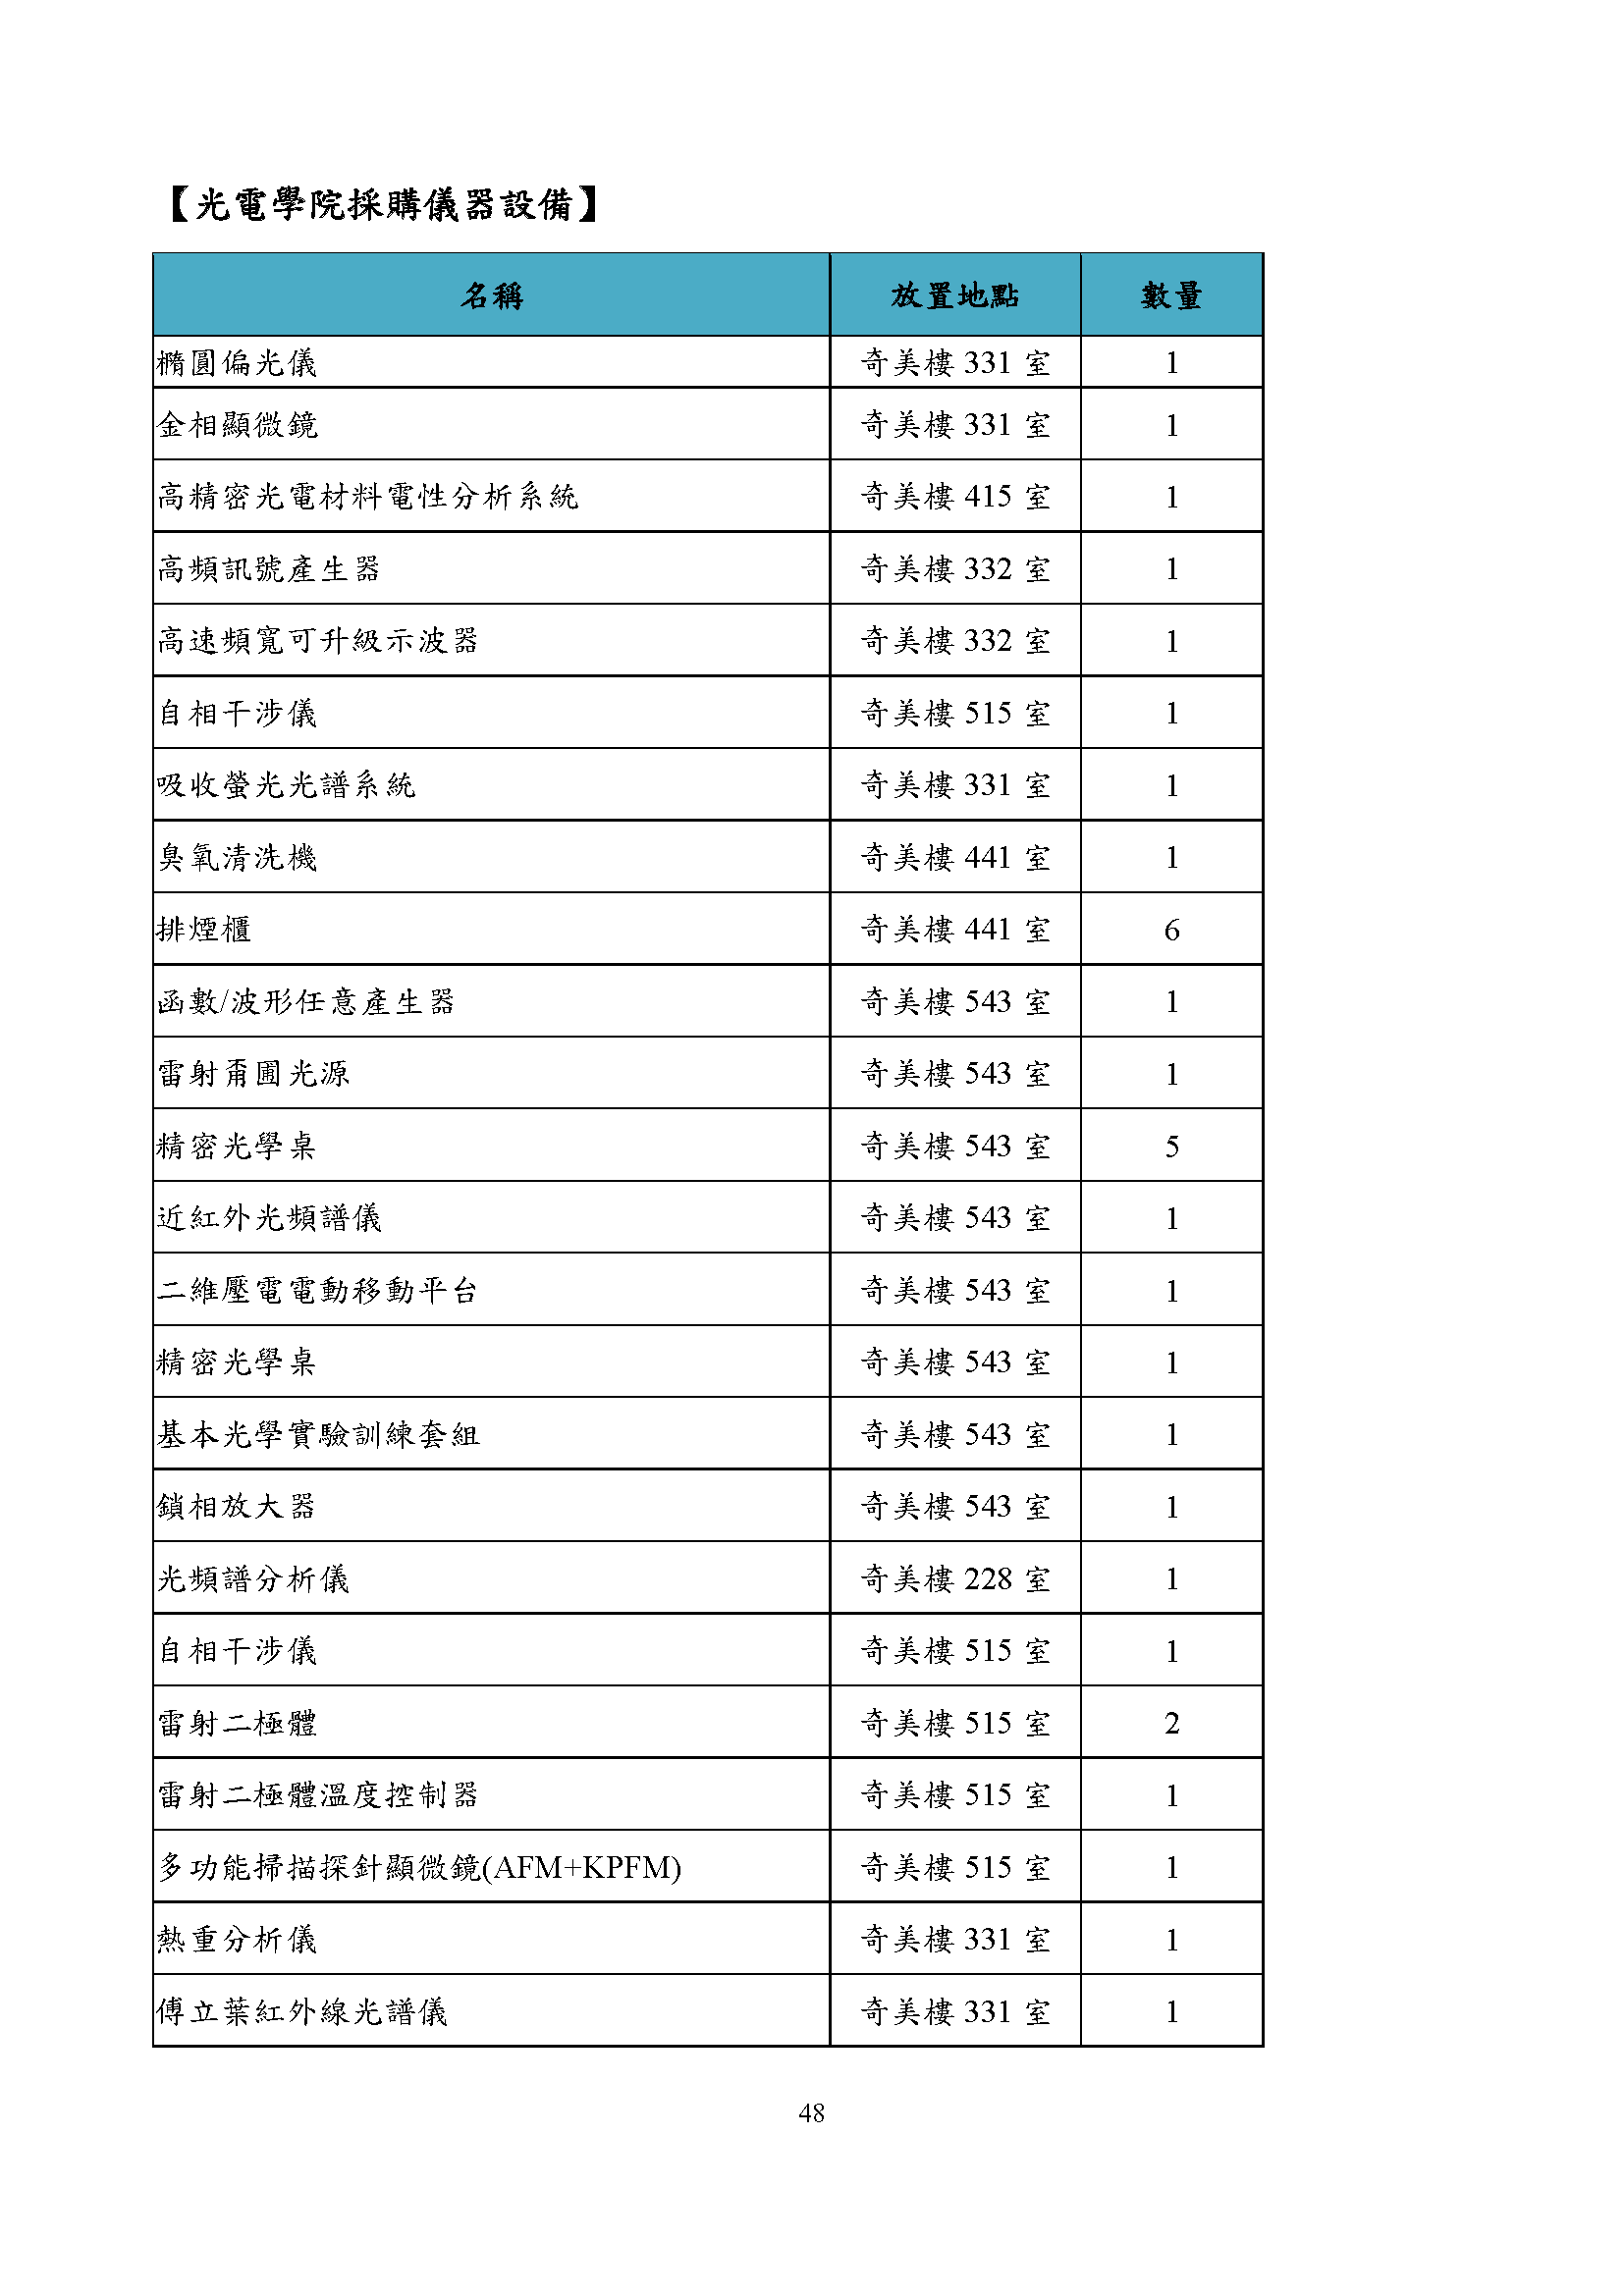 【光電學院採購儀器設備】
名稱 放置地點 數量
橢圓偏光儀 奇美樓 331 室 1
金相顯微鏡 奇美樓 331 室 1
高精密光電材料電性分析系統 奇美樓 415 室 1
高頻訊號產生器 奇美樓 332 室 1
高速頻寬可升級示波器 奇美樓 332 室 1
自相干涉儀 奇美樓 515 室 1
吸收螢光光譜系統 奇美樓 331 室 1
臭氧清洗機 奇美樓 441 室 1
排煙櫃 奇美樓 441 室 6
函數/波形任意產生器 奇美樓 543 室 1
雷射甭圃光源 奇美樓 543 室 1
精密光學桌 奇美樓 543 室 5
近紅外光頻譜儀 奇美樓 543 室 1
二維壓電電動移動平台 奇美樓 543 室 1
精密光學桌 奇美樓 543 室 1
基本光學實驗訓練套組 奇美樓 543 室 1
鎖相放大器 奇美樓 543 室 1
光頻譜分析儀 奇美樓 228 室 1
自相干涉儀 奇美樓 515 室 1
雷射二極體 奇美樓 515 室 2
雷射二極體溫度控制器 奇美樓 515 室 1
多功能掃描探針顯微鏡(AFM+KPFM) 奇美樓 515 室 1
熱重分析儀 奇美樓 331 室 1
傅立葉紅外線光譜儀 奇美樓 331 室 1
48